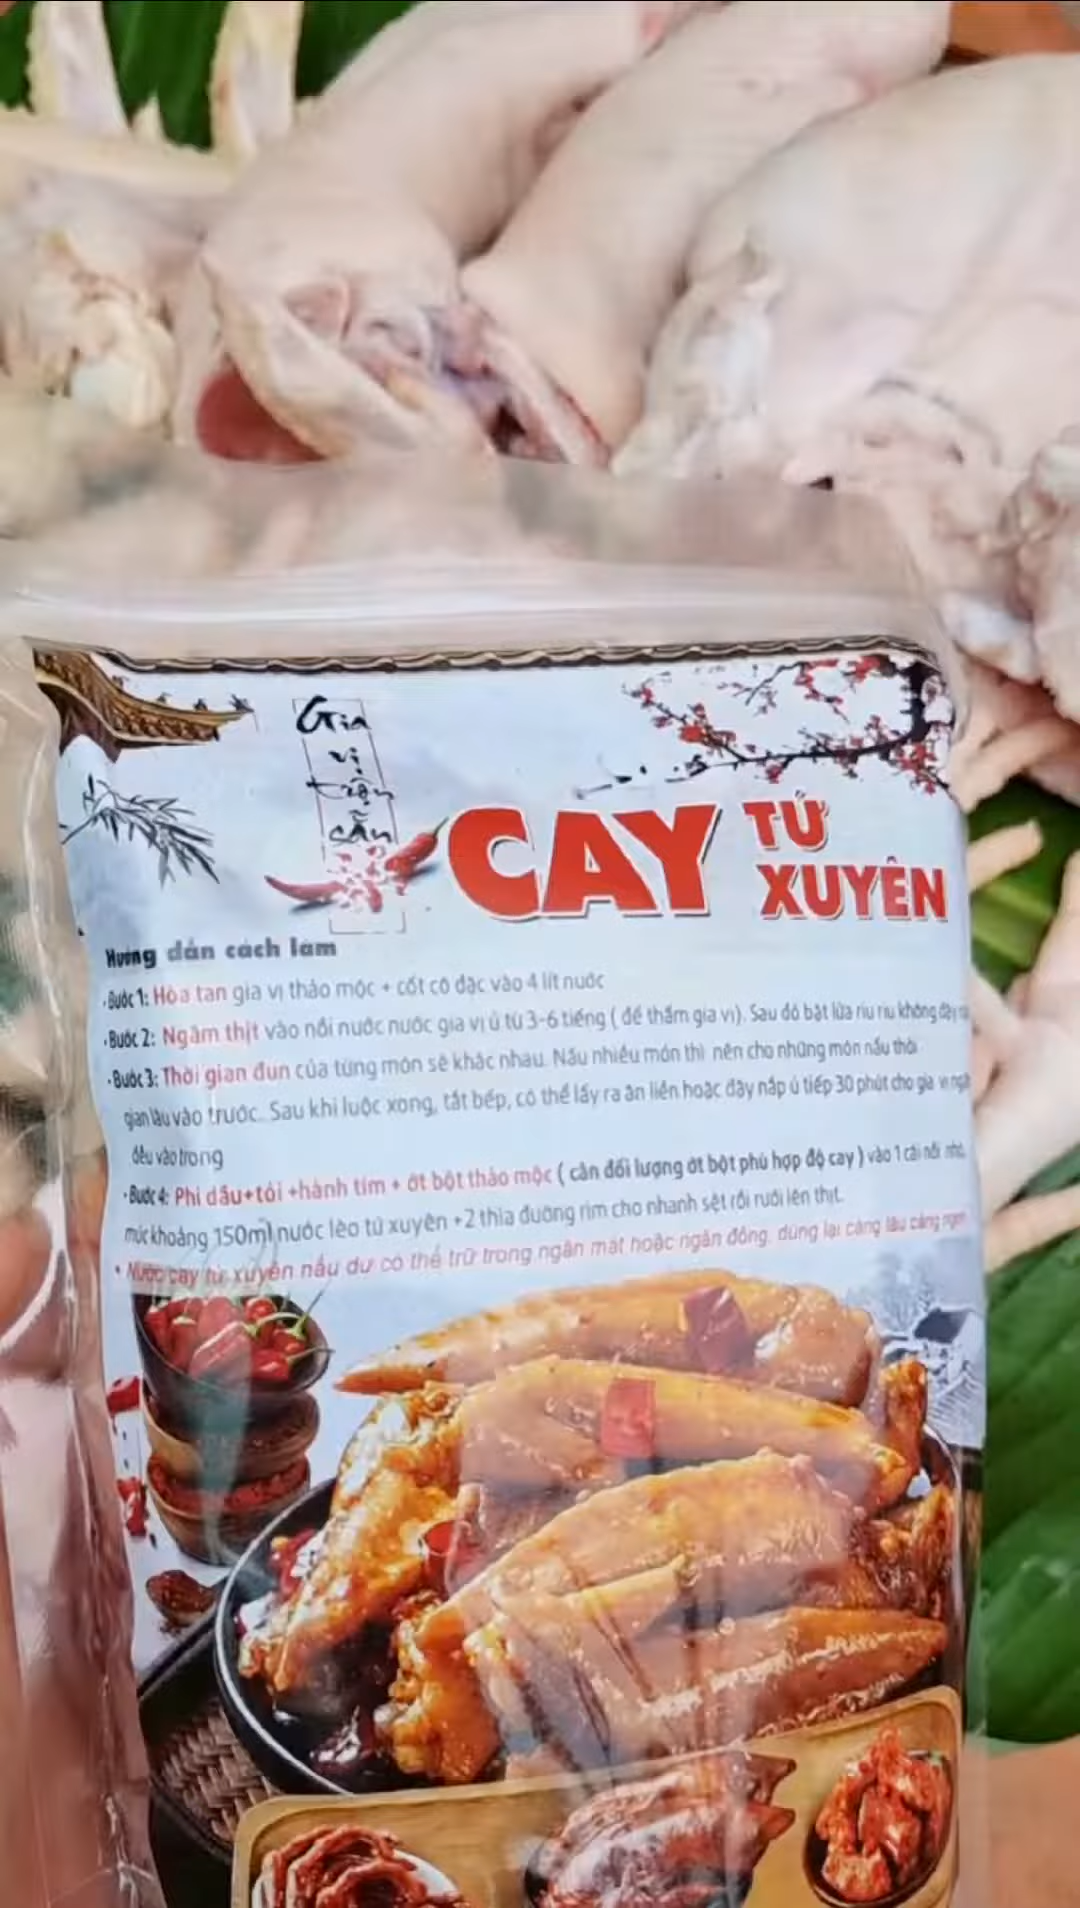 Gia
vị
trộn
sẵn
CAY TỨ
XUYÊN
Hướng dẫn cách làm
• Bước 1: Hòa tan gia vị thảo mộc + cốt cô đặc vào 4 lít nước
• Bước 2: Ngâm thịt vào nồi nước nước gia vị ủ từ 3-6 tiếng ( để thấm gia vị). Sau đó bật lửa riu riu không đậy
• Bước 3: Thời gian đun của từng món sẽ khác nhau. Nấu nhiều món thì nên cho những món nấu thời
gian lâu vào trước. Sau khi luộc xong, tắt bếp, có thể lấy ra ăn liền hoặc đậy nắp ủ tiếp 30 phút cho gia vị ngấm
đều vào trong
• Bước 4: Phi dầu+tỏi +hành tím + ớt bột thảo mộc ( cân đối lượng ớt bột phù hợp độ cay ) vào 1 cái nồi nhỏ,
múc khoảng 150ml nước lèo tứ xuyên +2 thìa đường rim cho nhanh sệt rồi rưới lên thịt.
• Nước cay tứ xuyên nấu dư có thể trữ trong ngăn mát hoặc ngăn đông, dùng lại càng lâu càng ngon